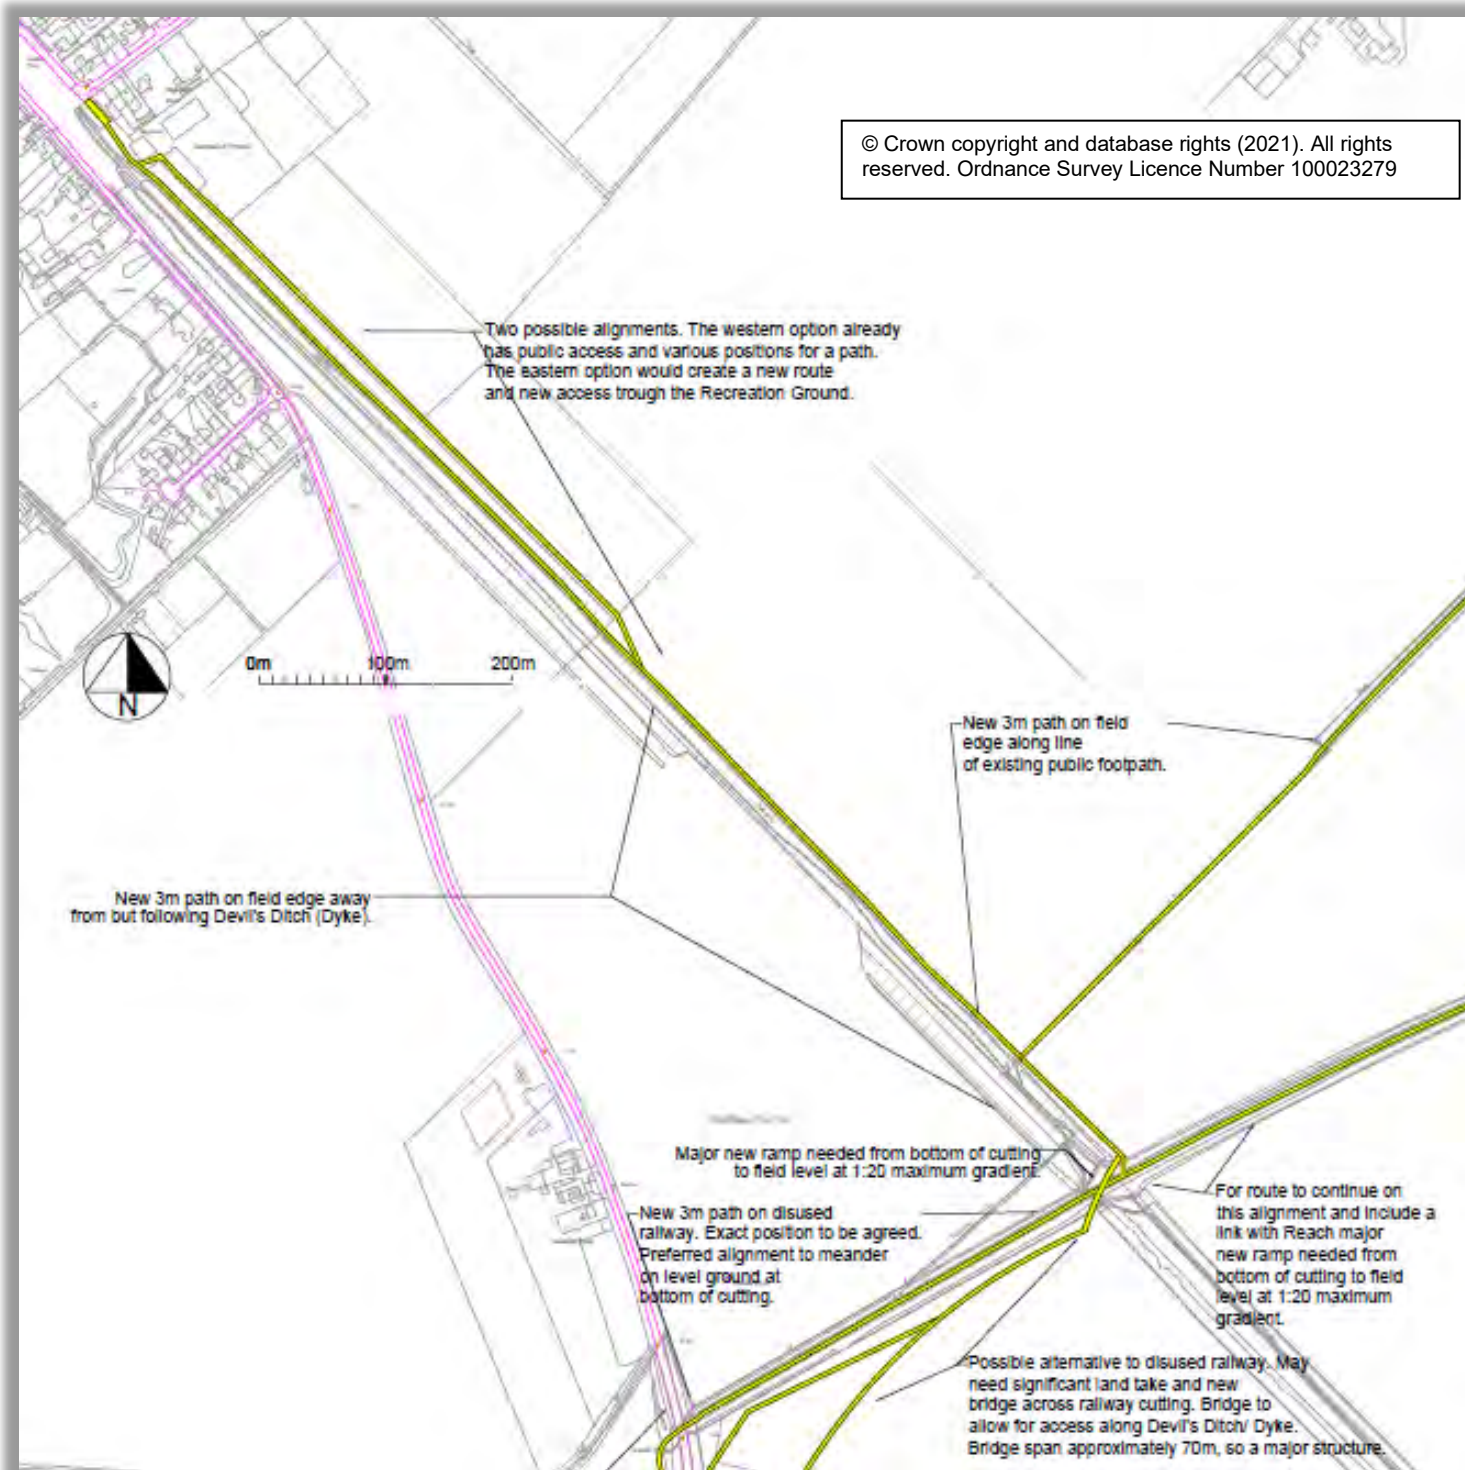 © Crown copyright and database rights (2021). All rights
reserved. Ordnance Survey Licence Number 100023279
Two possible alignments. The western option already
has public access and various positions for a path.
The eastern option would create a new route
and new access trough the Recreation Ground.
0m 100m 200m
N
New 3m path on field
edge along line
of existing public footpath.
New 3m path on field edge away
from but following Devil's Ditch (Dyke).
Major new ramp needed from bottom of cutting
to field level at 1:20 maximum gradient.
New 3m path on disused
railway. Exact position to be agreed.
Preferred alignment to meander
on level ground at
bottom of cutting.
For route to continue on
this alignment and include a
link with Reach major
new ramp needed from
bottom of cutting to field
level at 1:20 maximum
gradient.
Possible alternative to disused railway. May
need significant land take and new
bridge across railway cutting. Bridge to
allow for access along Devil's Ditch/ Dyke.
Bridge span approximately 70m, so a major structure.